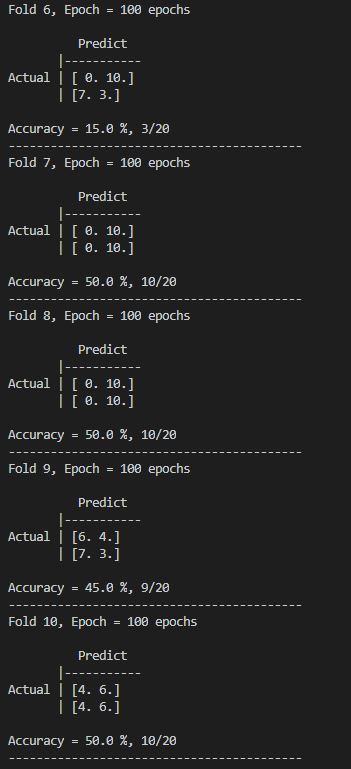 Fold 6, Epoch = 100 epochs
Predict
|-----------
Actual | [ 0. 10.]
| [7. 3.]
Accuracy = 15.0 %, 3/20
------------------------------------------
Fold 7, Epoch = 100 epochs
Predict
|-----------
Actual | [ 0. 10.]
| [ 0. 10.]
Accuracy = 50.0 %, 10/20
------------------------------------------
Fold 8, Epoch = 100 epochs
Predict
|-----------
Actual | [ 0. 10.]
| [ 0. 10.]
Accuracy = 50.0 %, 10/20
------------------------------------------
Fold 9, Epoch = 100 epochs
Predict
|-----------
Actual | [6. 4.]
| [7. 3.]
Accuracy = 45.0 %, 9/20
------------------------------------------
Fold 10, Epoch = 100 epochs
Predict
|-----------
Actual | [4. 6.]
| [4. 6.]
Accuracy = 50.0 %, 10/20
------------------------------------------